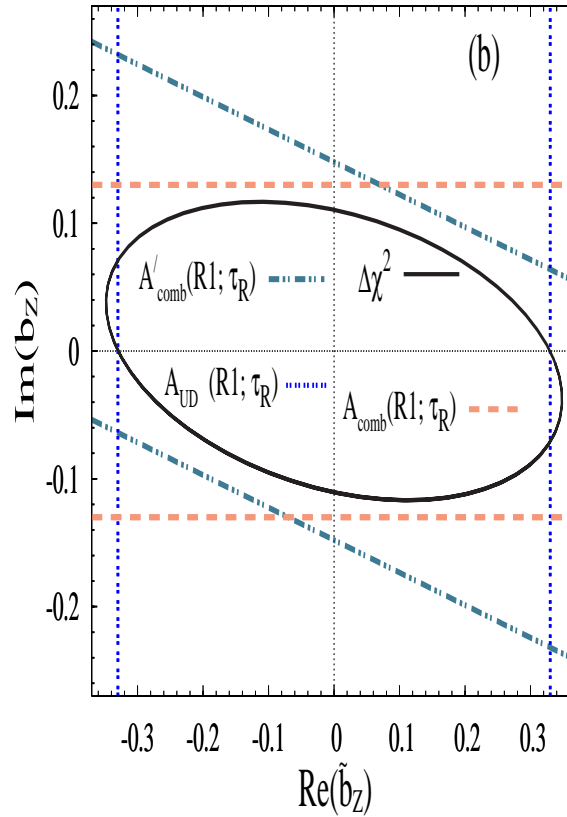 (b)
0.2
0.1
0
-0.1
-0.2
Im(b_Z)
A′_comb(R1; τ_R)
Δχ²
A_UD (R1; τ_R)
A_comb(R1; τ_R)
-0.3 -0.2 -0.1 0 0.1 0.2 0.3
Re(b̃_Z)